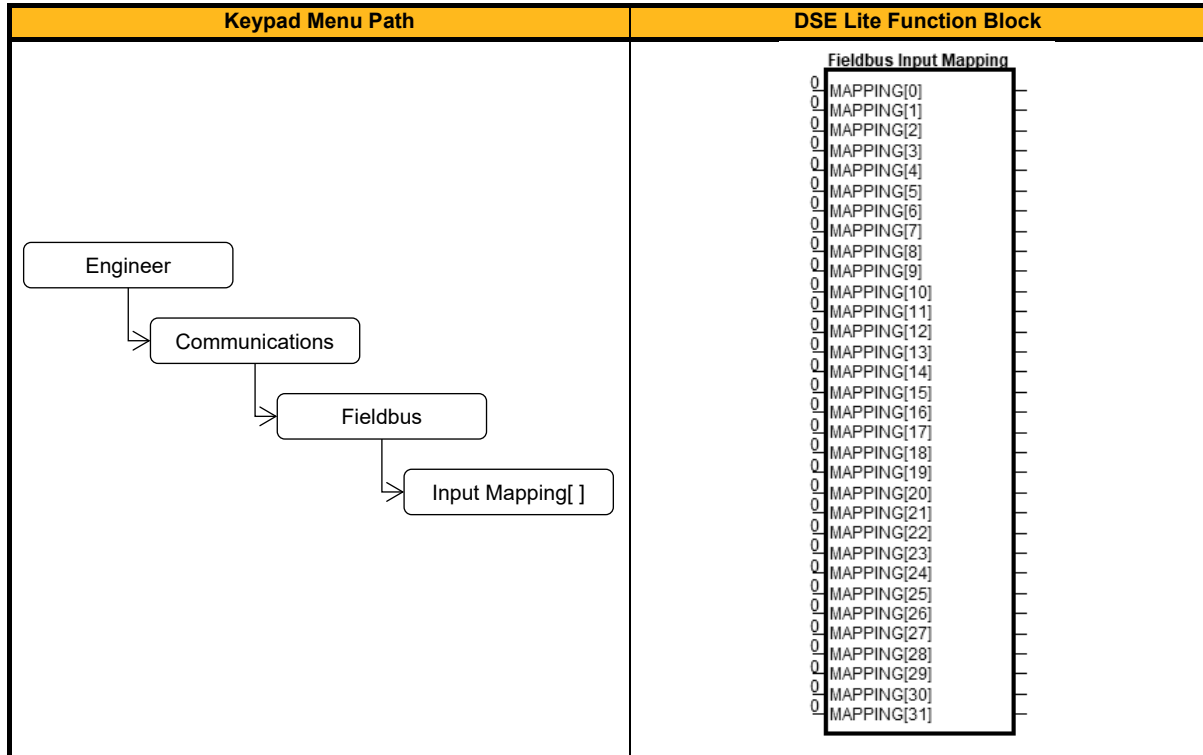 Keypad Menu Path
DSE Lite Function Block
Engineer
Communications
Fieldbus
Input Mapping[ ]
Fieldbus Input Mapping
0 MAPPING[0]
0 MAPPING[1]
0 MAPPING[2]
0 MAPPING[3]
0 MAPPING[4]
0 MAPPING[5]
0 MAPPING[6]
0 MAPPING[7]
0 MAPPING[8]
0 MAPPING[9]
0 MAPPING[10]
0 MAPPING[11]
0 MAPPING[12]
0 MAPPING[13]
0 MAPPING[14]
0 MAPPING[15]
0 MAPPING[16]
0 MAPPING[17]
0 MAPPING[18]
0 MAPPING[19]
0 MAPPING[20]
0 MAPPING[21]
0 MAPPING[22]
0 MAPPING[23]
0 MAPPING[24]
0 MAPPING[25]
0 MAPPING[26]
0 MAPPING[27]
0 MAPPING[28]
0 MAPPING[29]
0 MAPPING[30]
0 MAPPING[31]